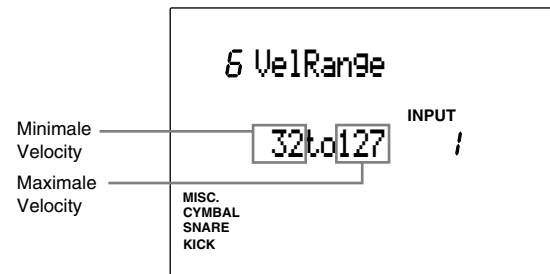 6 VelRange
INPUT
Minimale
Velocity
32to127
1
Maximale
Velocity
MISC.
CYMBAL
SNARE
KICK